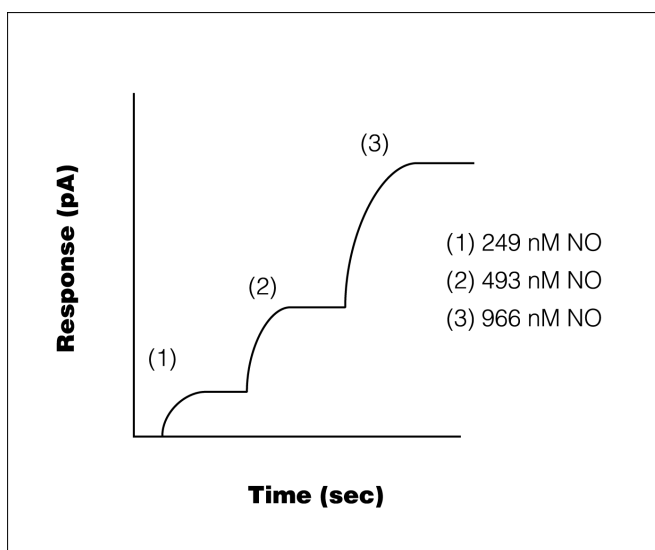 Response (pA)
(1)
(2)
(3)
(1) 249 nM NO
(2) 493 nM NO
(3) 966 nM NO
Time (sec)